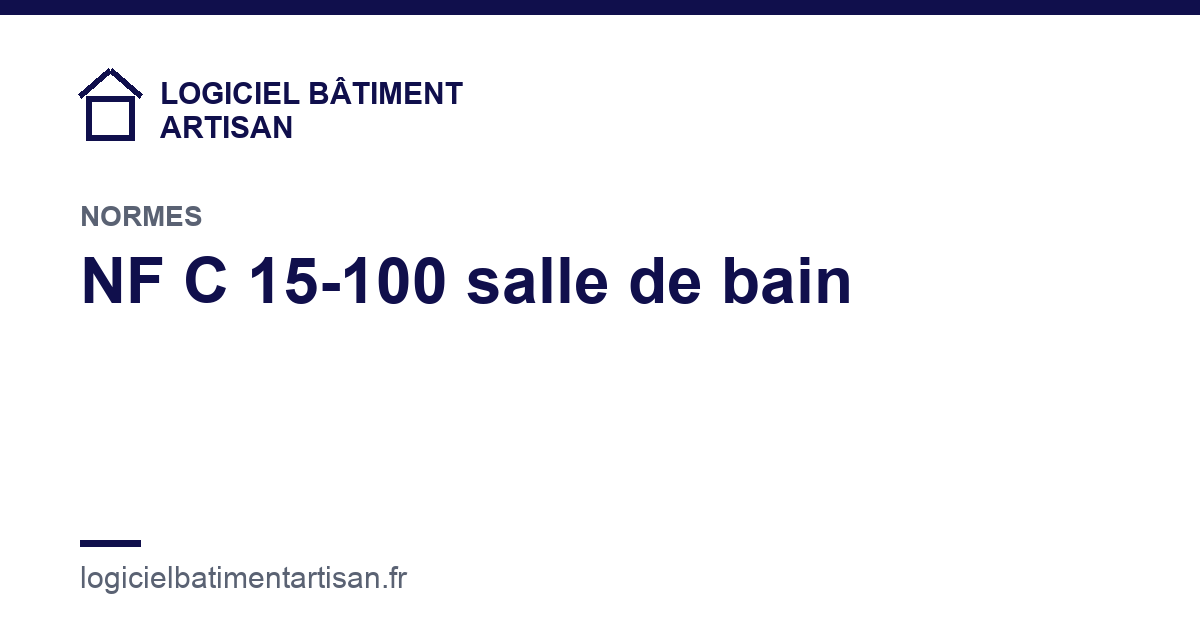 LOGICIEL BÂTIMENT
ARTISAN
NORMES
NF C 15-100 salle de bain
logicielbatimentartisan.fr